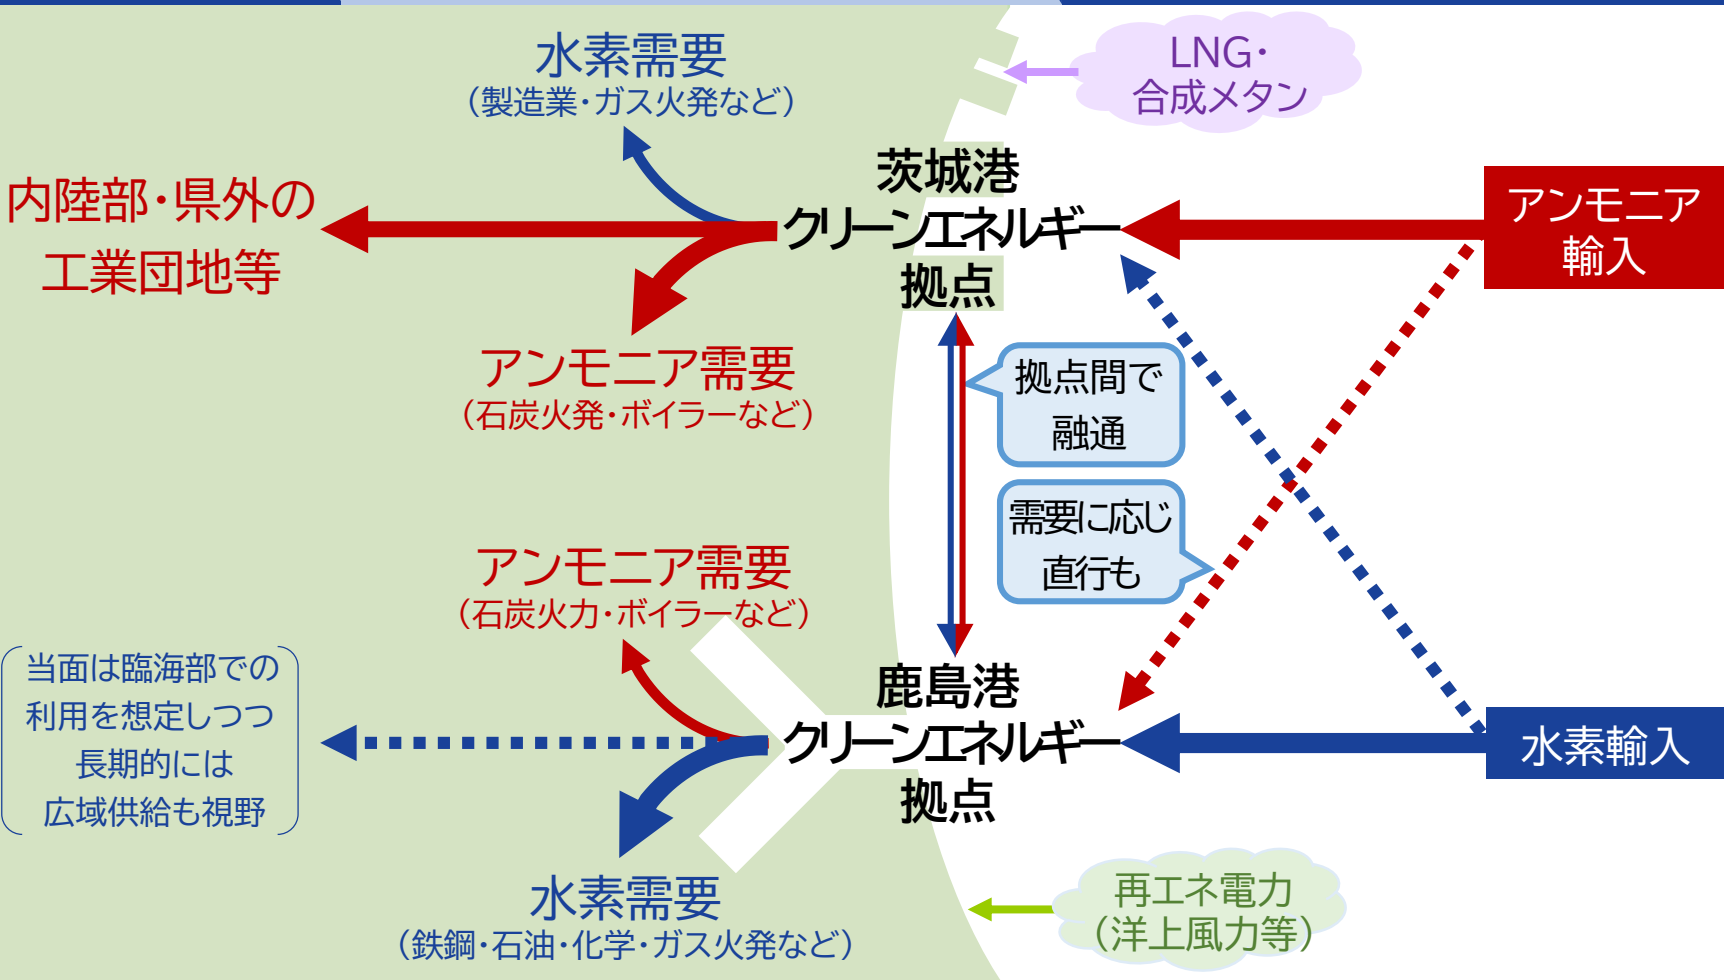 水素需要
（製造業・ガス火発など）
LNG・
合成メタン
内陸部・県外の
工業団地等
茨城港
クリーンエネルギー
拠点
アンモニア
輸入
アンモニア需要
（石炭火発・ボイラーなど）
拠点間で
融通
需要に応じ
直行も
アンモニア需要
（石炭火力・ボイラーなど）
当面は臨海部での
利用を想定しつつ
長期的には
広域供給も視野
鹿島港
クリーンエネルギー
拠点
水素輸入
水素需要
（鉄鋼・石油・化学・ガス火発など）
再エネ電力
（洋上風力等）